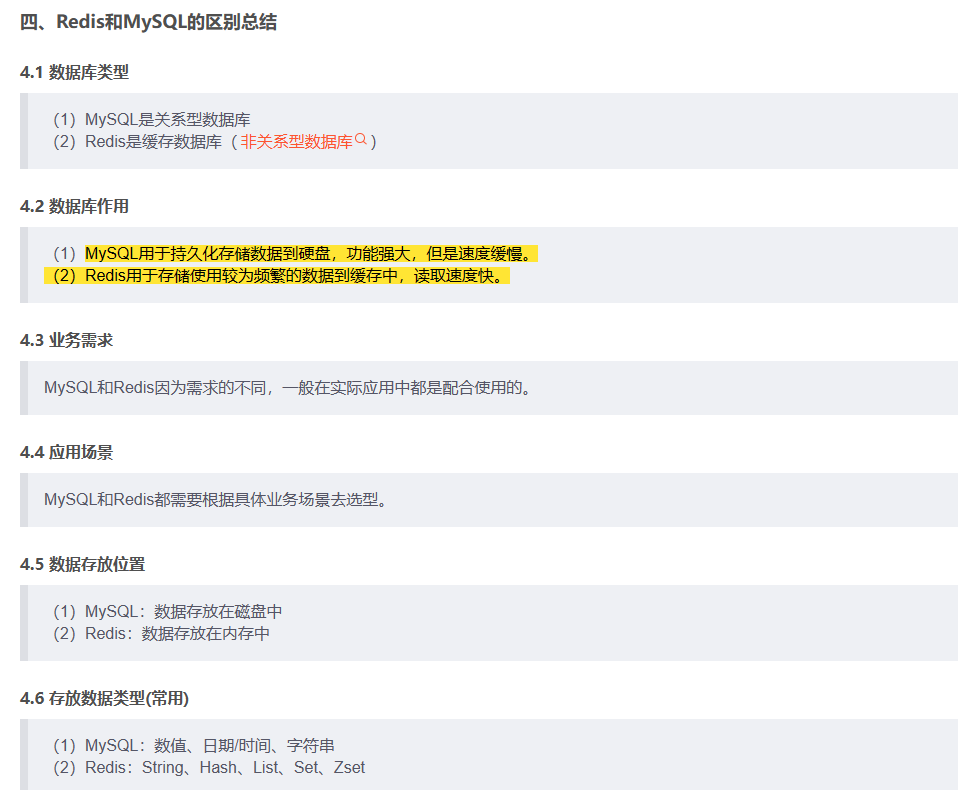 四、Redis和MySQL的区别总结
4.1 数据库类型
（1）MySQL是关系型数据库
（2）Redis是缓存数据库（非关系型数据库）
4.2 数据库作用
（1）MySQL用于持久化存储数据到硬盘，功能强大，但是速度缓慢。
（2）Redis用于存储使用较为频繁的数据到缓存中，读取速度快。
4.3 业务需求
MySQL和Redis因为需求的不同，一般在实际应用中都是配合使用的。
4.4 应用场景
MySQL和Redis都需要根据具体业务场景去选型。
4.5 数据存放位置
（1）MySQL：数据存放在磁盘中
（2）Redis：数据存放在内存中
4.6 存放数据类型(常用)
（1）MySQL：数值、日期/时间、字符串
（2）Redis：String、Hash、List、Set、Zset